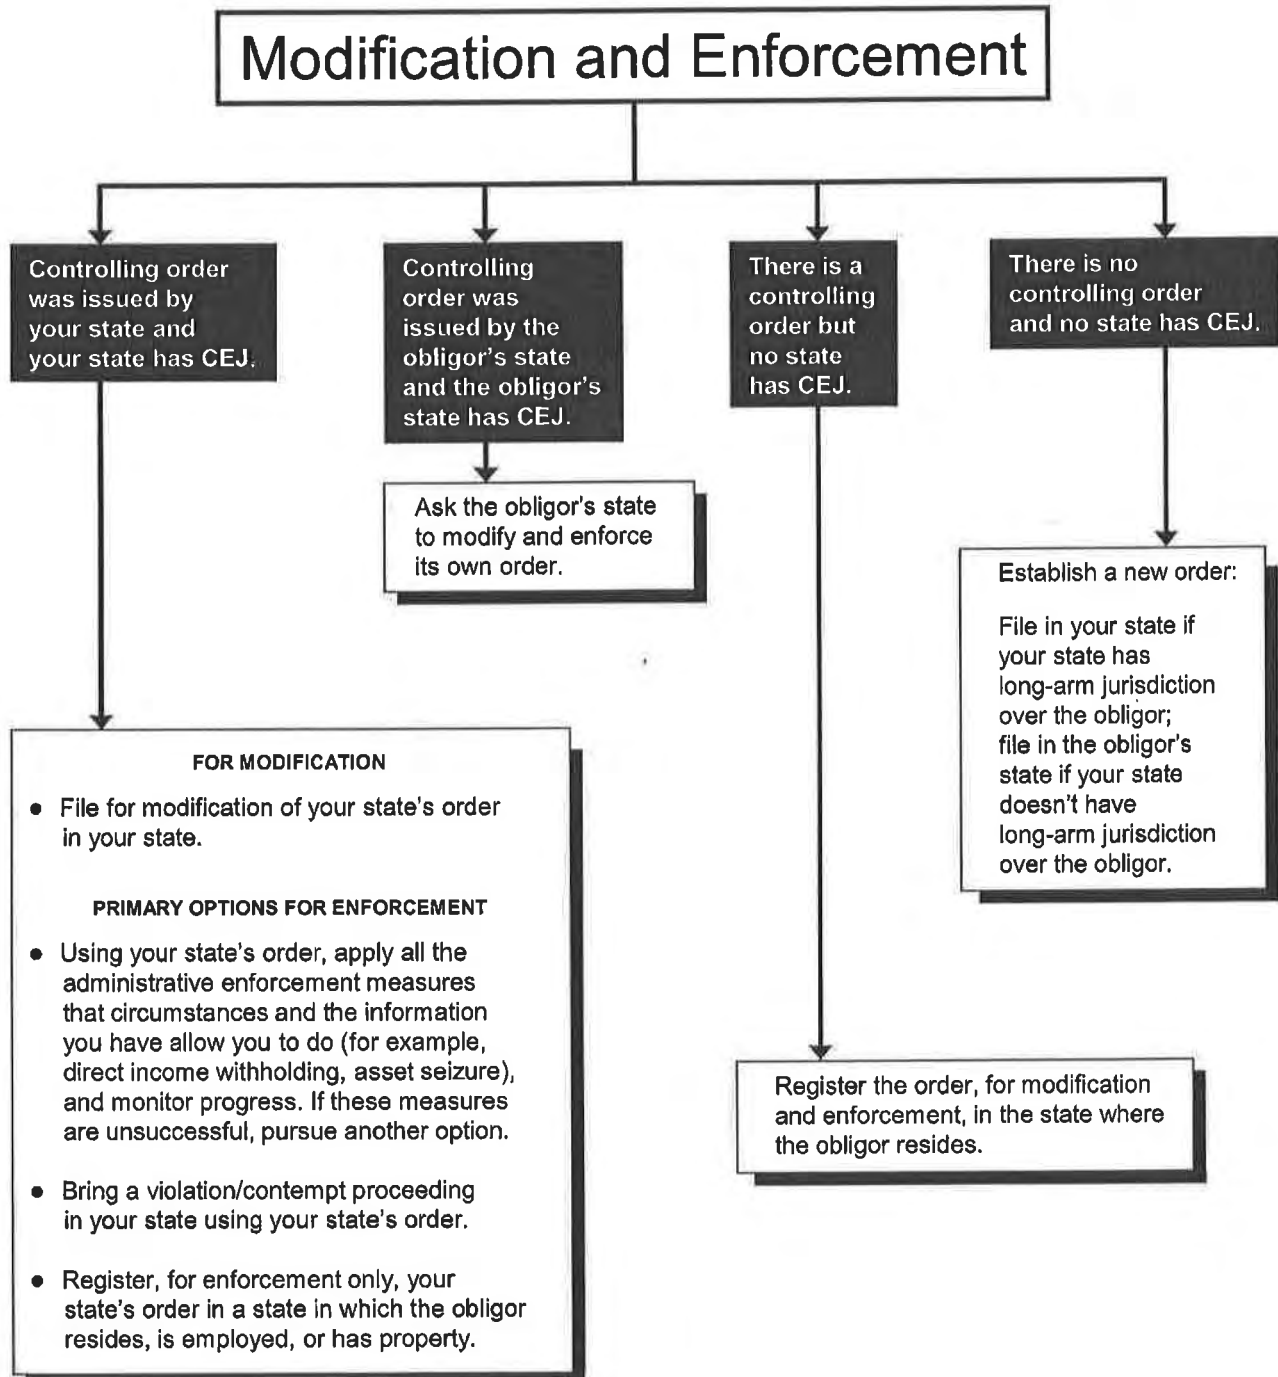 Modification and Enforcement
Controlling order
was issued by
your state and
your state has CEJ.
Controlling
order was
issued by the
obligor's state
and the obligor's
state has CEJ.
There is a
controlling
order but
no state
has CEJ.
There is no
controlling order
and no state has CEJ.
Ask the obligor's state
to modify and enforce
its own order.
Establish a new order:
File in your state if
your state has
long-arm jurisdiction
over the obligor;
file in the obligor's
state if your state
doesn't have
long-arm jurisdiction
over the obligor.
FOR MODIFICATION
● File for modification of your state's order
in your state.
PRIMARY OPTIONS FOR ENFORCEMENT
● Using your state's order, apply all the
administrative enforcement measures
that circumstances and the information
you have allow you to do (for example,
direct income withholding, asset seizure),
and monitor progress. If these measures
are unsuccessful, pursue another option.
● Bring a violation/contempt proceeding
in your state using your state's order.
● Register, for enforcement only, your
state's order in a state in which the obligor
resides, is employed, or has property.
Register the order, for modification
and enforcement, in the state where
the obligor resides.